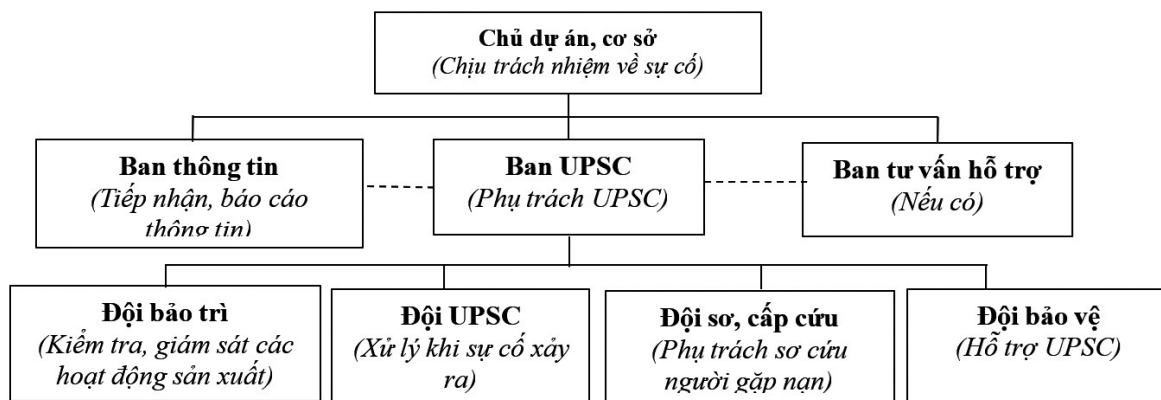 Chủ dự án, cơ sở
(Chịu trách nhiệm về sự cố)
Ban thông tin
(Tiếp nhận, báo cáo
thông tin)
Ban UPSC
(Phụ trách UPSC)
Ban tư vấn hỗ trợ
(Nếu có)
Đội bảo trì
(Kiểm tra, giám sát các
hoạt động sản xuất)
Đội UPSC
(Xử lý khi sự cố xảy
ra)
Đội sơ, cấp cứu
(Phụ trách sơ cứu
người gặp nạn)
Đội bảo vệ
(Hỗ trợ UPSC)